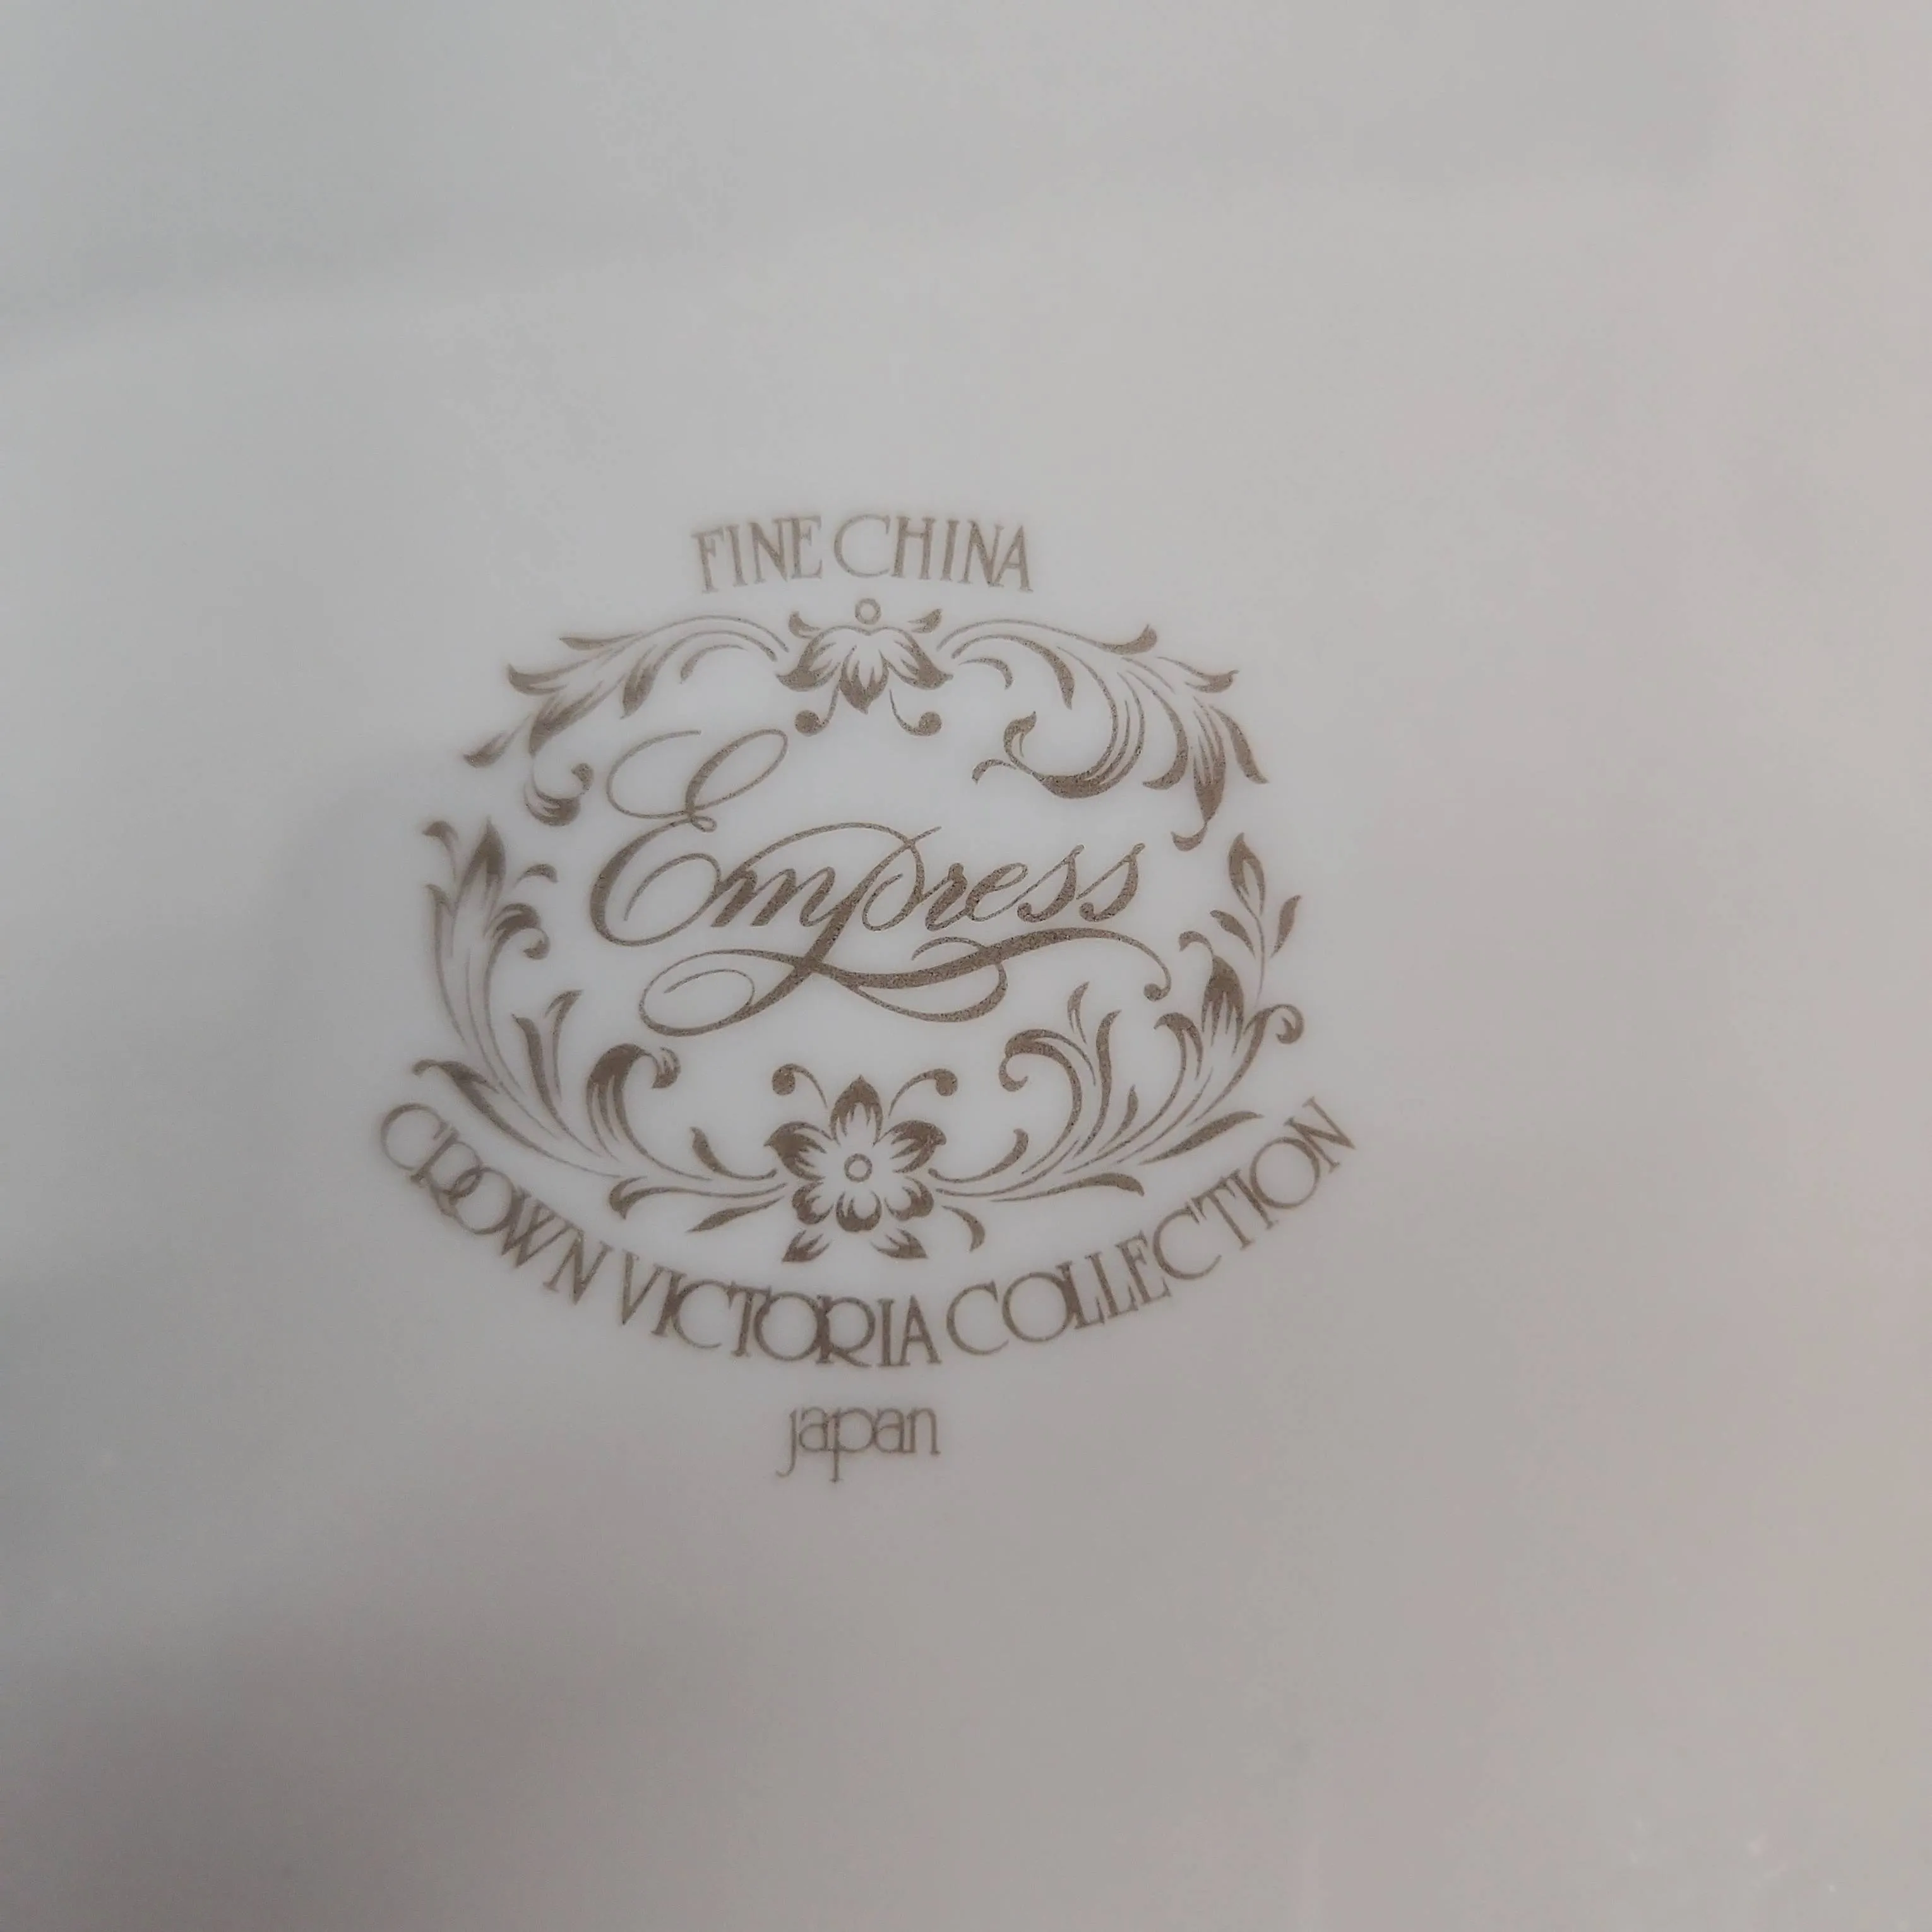 FINE CHINA
Empress
CROWN VICTORIA COLLECTION
japan